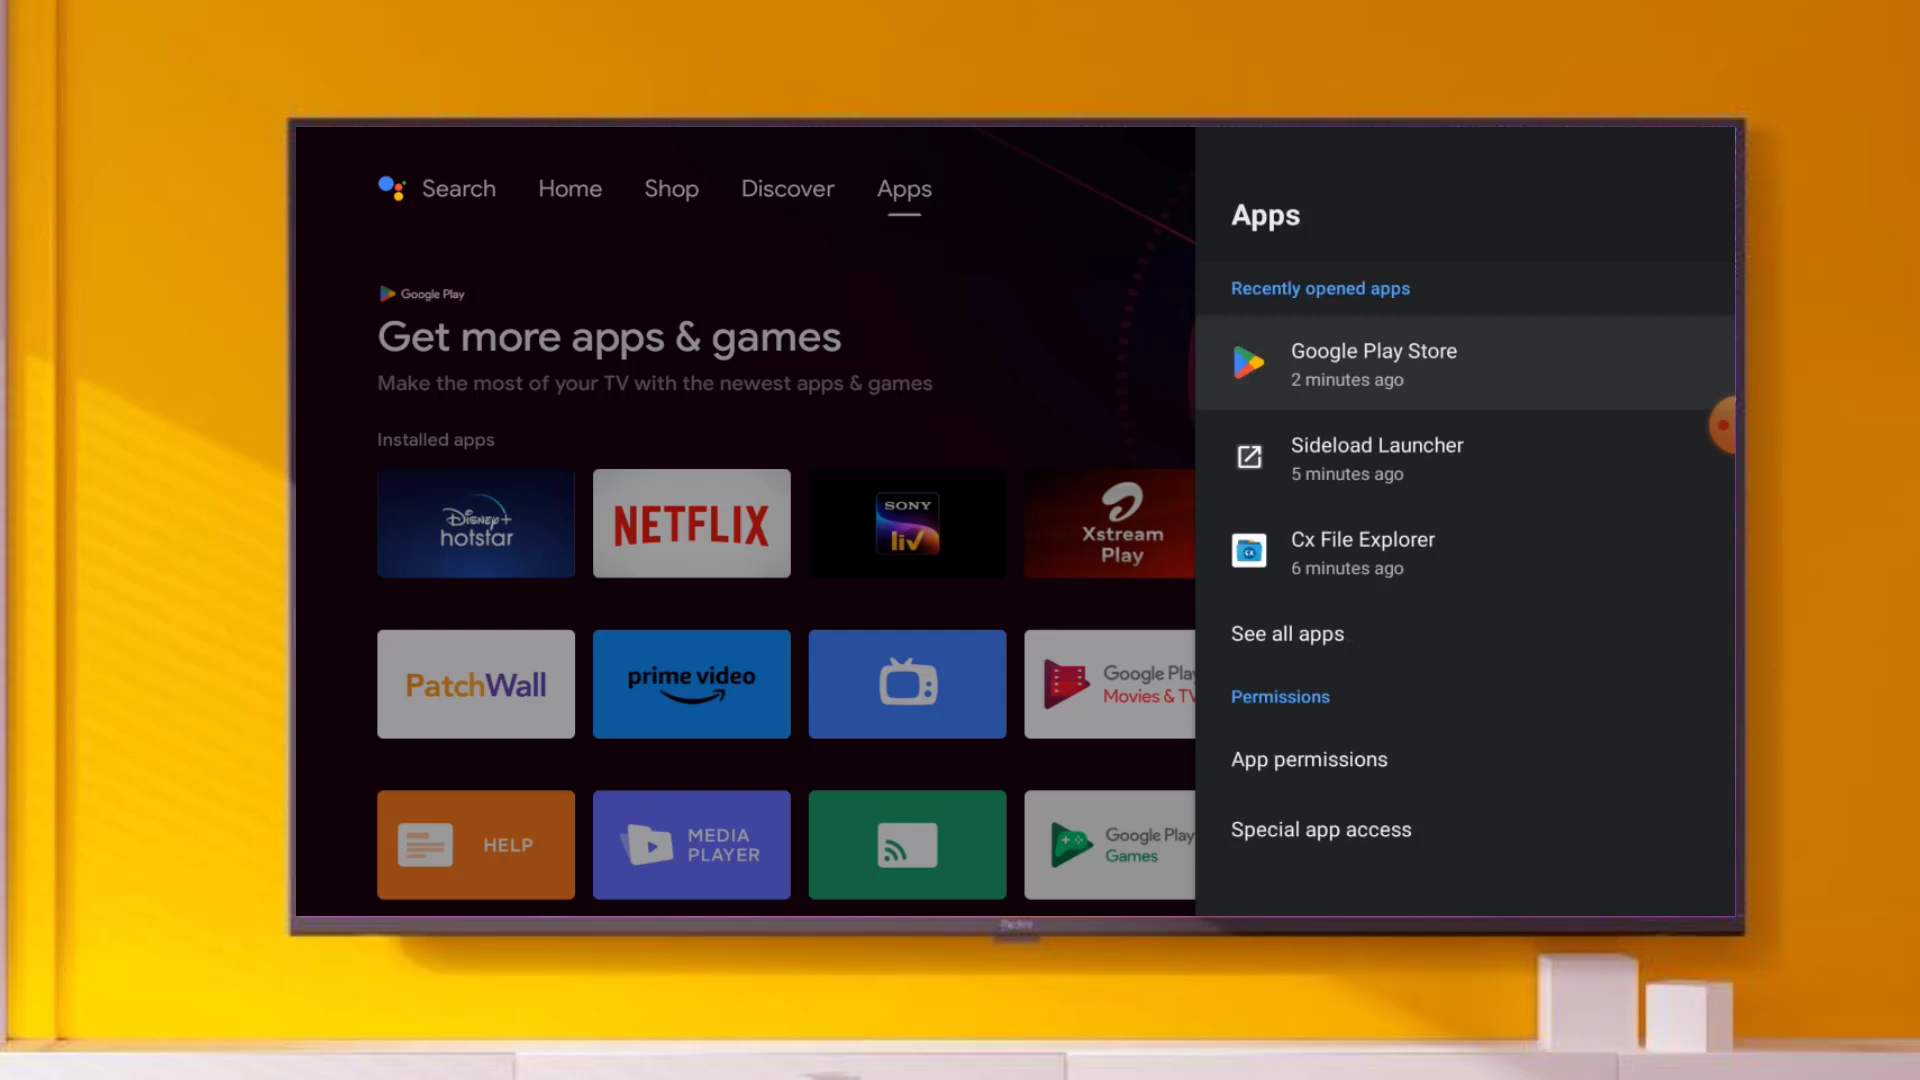 Search Home Shop Discover Apps
Google Play
Get more apps & games
Make the most of your TV with the newest apps & games
Installed apps
Disney+
hotstar
NETFLIX
SONY
liv
Xstream
Play
PatchWall
prime video
Google Play
Movies & TV
HELP
MEDIA
PLAYER
Google Play
Games
Apps
Recently opened apps
Google Play Store
2 minutes ago
Sideload Launcher
5 minutes ago
CX
Cx File Explorer
6 minutes ago
See all apps
Permissions
App permissions
Special app access